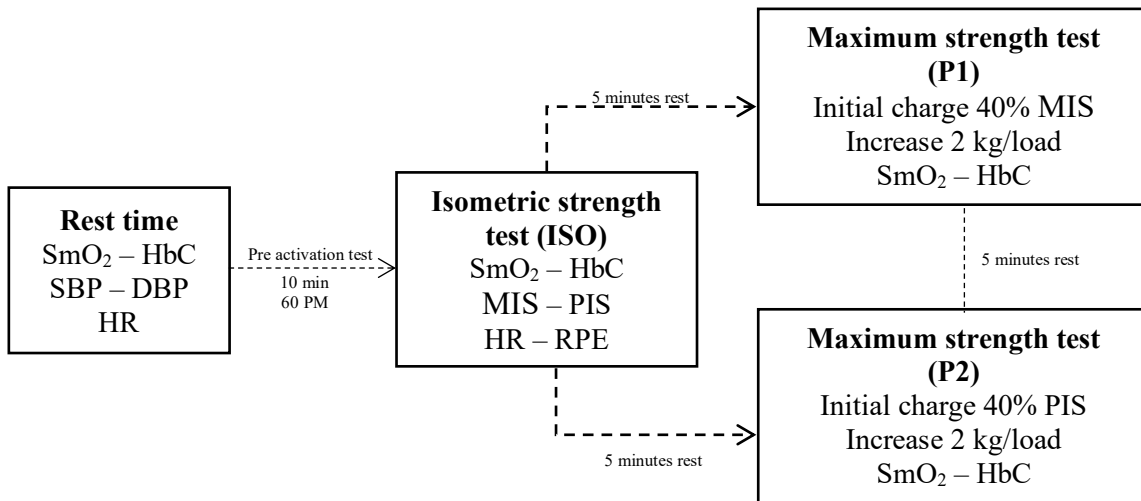 Rest time
SmO₂ – HbC
SBP – DBP
HR
Pre activation test
10 min
60 PM
Isometric strength
test (ISO)
SmO₂ – HbC
MIS – PIS
HR – RPE
5 minutes rest
Maximum strength test
(P1)
Initial charge 40% MIS
Increase 2 kg/load
SmO₂ – HbC
5 minutes rest
5 minutes rest
Maximum strength test
(P2)
Initial charge 40% PIS
Increase 2 kg/load
SmO₂ – HbC